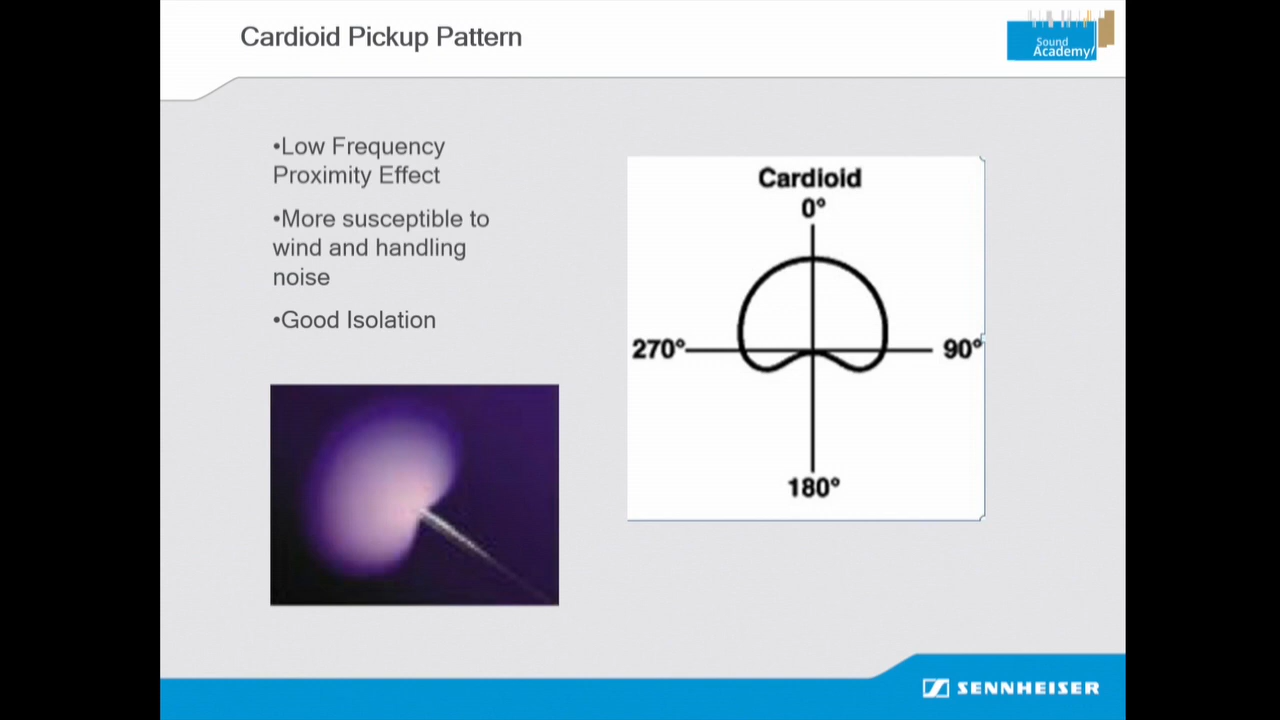 Cardioid Pickup Pattern
Sound
Academy/
•Low Frequency
Proximity Effect
•More susceptible to
wind and handling
noise
•Good Isolation
Cardioid
0°
270°
90°
180°
SENNHEISER